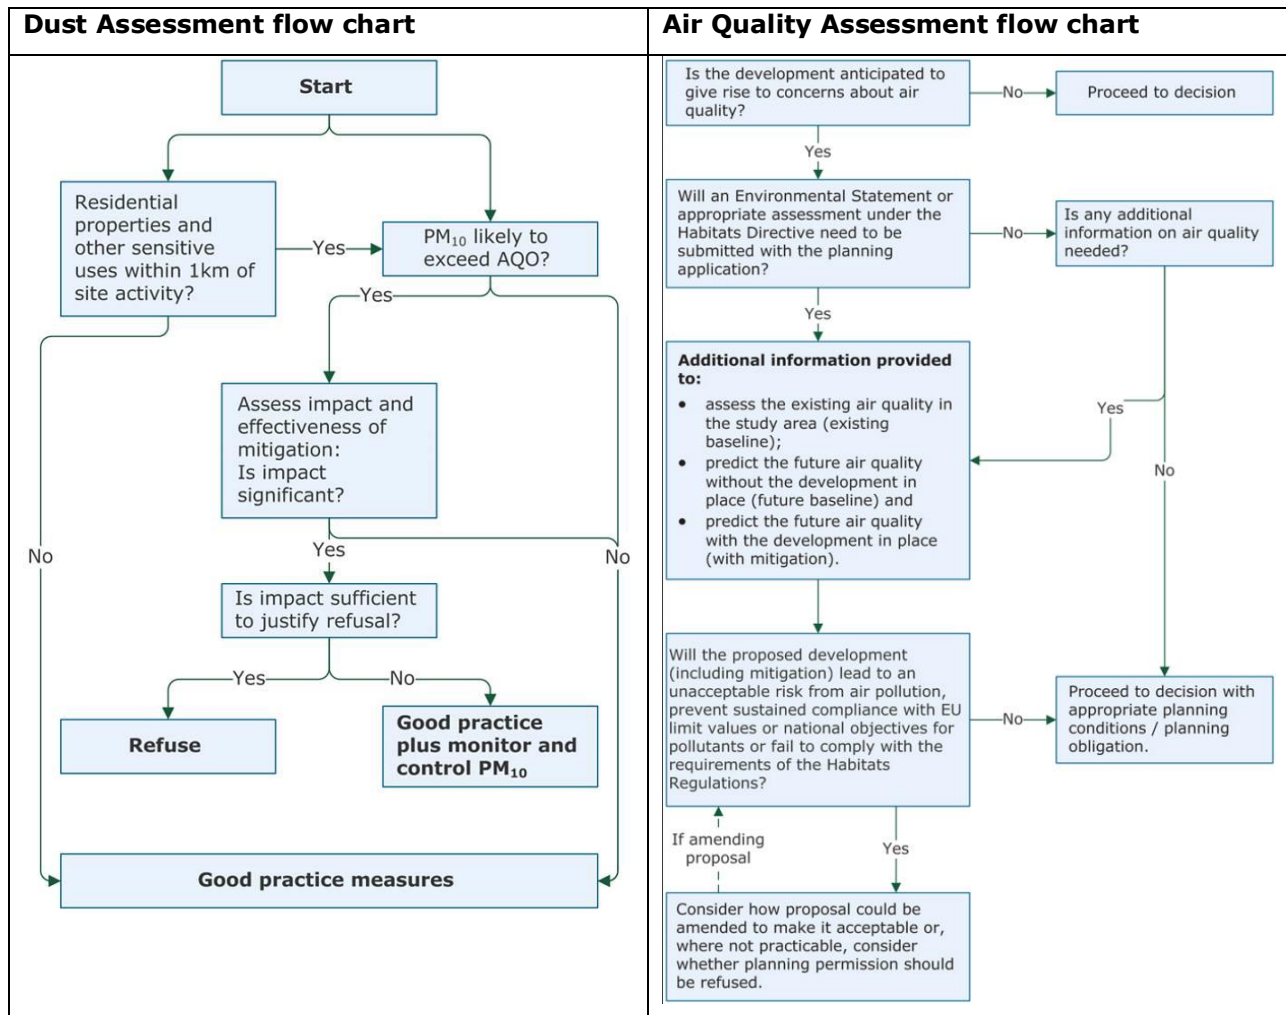 Dust Assessment flow chart
Start
Residential
properties and
other sensitive
uses within 1km of
site activity?
Yes
PM₁₀ likely to
exceed AQO?
Yes
Assess impact and
effectiveness of
mitigation:
Is impact
significant?
No
No
Yes
Is impact sufficient
to justify refusal?
Yes
No
Refuse
Good practice
plus monitor and
control PM₁₀
Good practice measures
Air Quality Assessment flow chart
Is the development anticipated to
give rise to concerns about air
quality?
No
Proceed to decision
Yes
Will an Environmental Statement or
appropriate assessment under the
Habitats Directive need to be
submitted with the planning
application?
No
Is any additional
information on air quality
needed?
Yes
Additional information provided
to:
• assess the existing air quality in
the study area (existing
baseline);
• predict the future air quality
without the development in
place (future baseline) and
• predict the future air quality
with the development in place
(with mitigation).
Yes
No
Will the proposed development
(including mitigation) lead to an
unacceptable risk from air pollution,
prevent sustained compliance with EU
limit values or national objectives for
pollutants or fail to comply with the
requirements of the Habitats
Regulations?
No
Proceed to decision with
appropriate planning
conditions / planning
obligation.
If amending
proposal
Yes
Consider how proposal could be
amended to make it acceptable or,
where not practicable, consider
whether planning permission should
be refused.